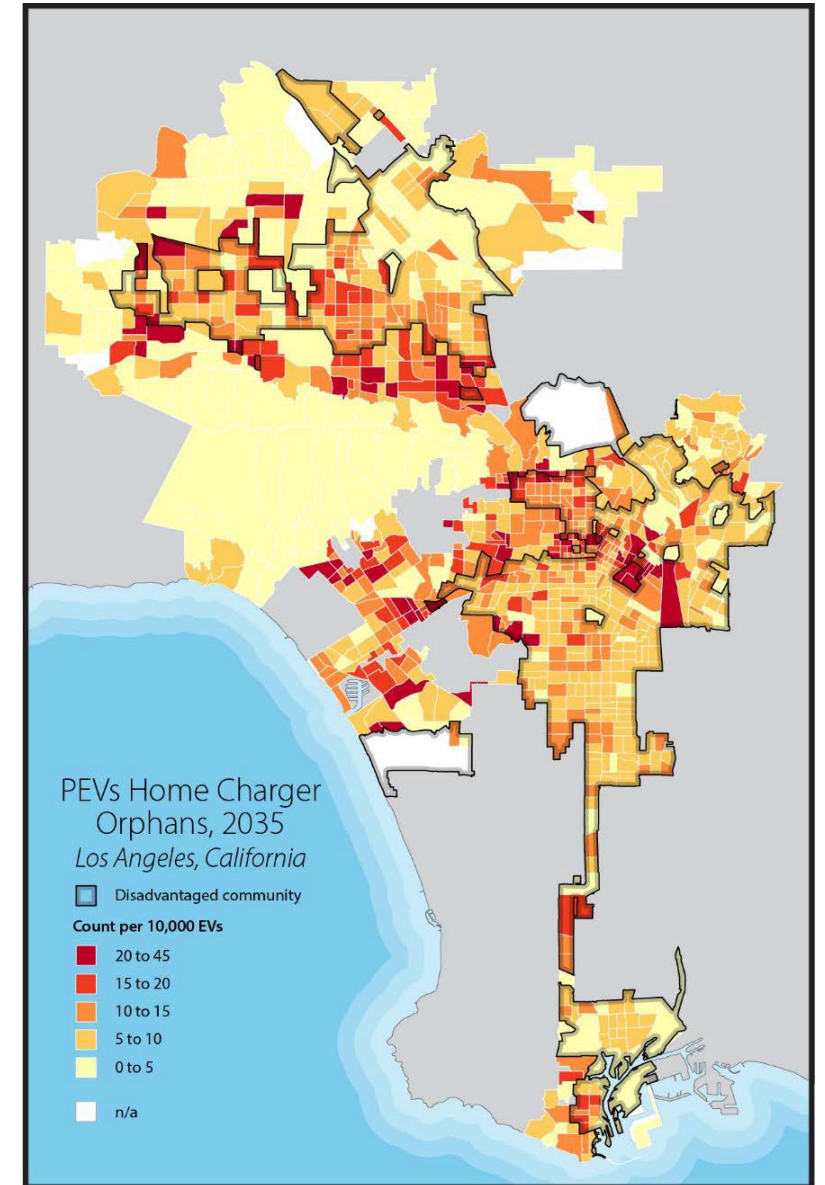 PEVs Home Charger
Orphans, 2035
Los Angeles, California
Disadvantaged community
Count per 10,000 EVs
20 to 45
15 to 20
10 to 15
5 to 10
0 to 5
n/a